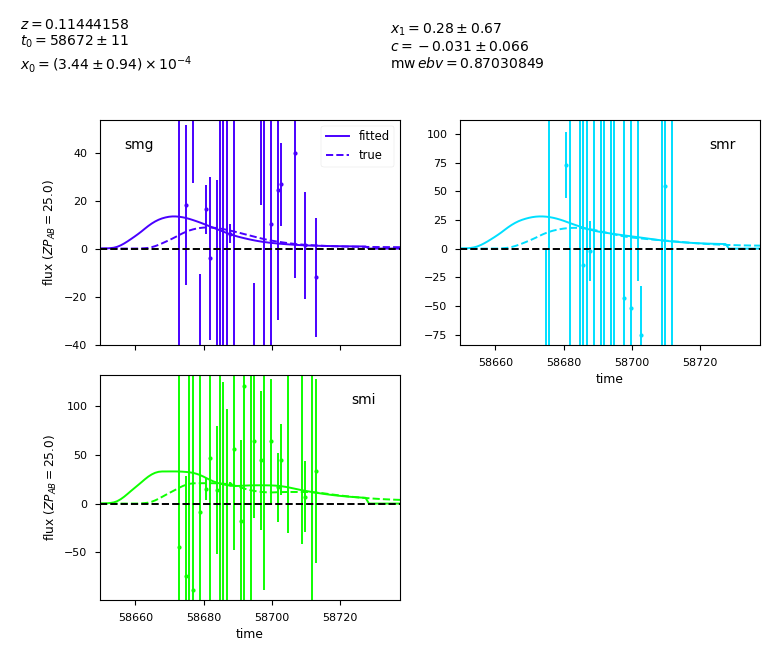 z = 0.11444158
t₀ = 58672 ± 11
x₀ = (3.44 ± 0.94) × 10⁻⁴
x₁ = 0.28 ± 0.67
c = −0.031 ± 0.066
mw ebv = 0.87030849
smg
fitted
true
flux (ZP_AB = 25.0)
40
20
0
−20
−40
smr
100
75
50
25
0
−25
−50
−75
58660 58680 58700 58720
time
smi
flux (ZP_AB = 25.0)
100
50
0
−50
58660 58680 58700 58720
time